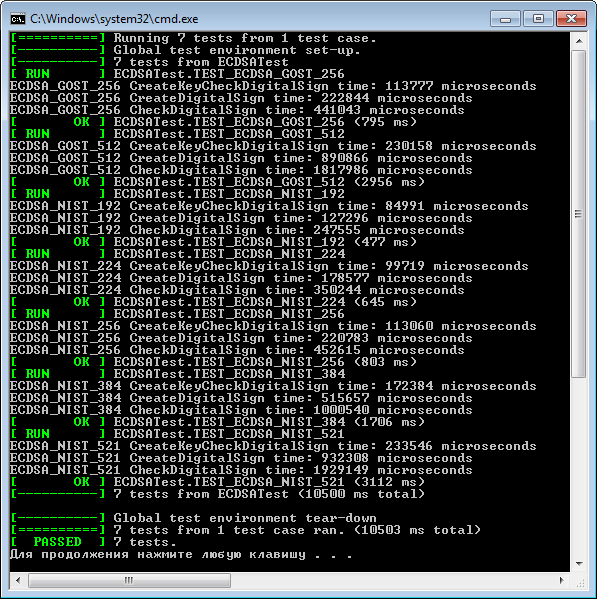 C:\Windows\system32\cmd.exe
[==========] Running 7 tests from 1 test case.
[----------] Global test environment set-up.
[----------] 7 tests from ECDSATest
[ RUN      ] ECDSATest.TEST_ECDSA_GOST_256
ECDSA_GOST_256 CreateKeyCheckDigitalSign time: 113777 microseconds
ECDSA_GOST_256 CreateDigitalSign time: 222844 microseconds
ECDSA_GOST_256 CheckDigitalSign time: 441043 microseconds
[       OK ] ECDSATest.TEST_ECDSA_GOST_256 (795 ms)
[ RUN      ] ECDSATest.TEST_ECDSA_GOST_512
ECDSA_GOST_512 CreateKeyCheckDigitalSign time: 230158 microseconds
ECDSA_GOST_512 CreateDigitalSign time: 890866 microseconds
ECDSA_GOST_512 CheckDigitalSign time: 1817986 microseconds
[       OK ] ECDSATest.TEST_ECDSA_GOST_512 (2956 ms)
[ RUN      ] ECDSATest.TEST_ECDSA_NIST_192
ECDSA_NIST_192 CreateKeyCheckDigitalSign time: 84991 microseconds
ECDSA_NIST_192 CreateDigitalSign time: 127296 microseconds
ECDSA_NIST_192 CheckDigitalSign time: 247555 microseconds
[       OK ] ECDSATest.TEST_ECDSA_NIST_192 (477 ms)
[ RUN      ] ECDSATest.TEST_ECDSA_NIST_224
ECDSA_NIST_224 CreateKeyCheckDigitalSign time: 99719 microseconds
ECDSA_NIST_224 CreateDigitalSign time: 178577 microseconds
ECDSA_NIST_224 CheckDigitalSign time: 350244 microseconds
[       OK ] ECDSATest.TEST_ECDSA_NIST_224 (645 ms)
[ RUN      ] ECDSATest.TEST_ECDSA_NIST_256
ECDSA_NIST_256 CreateKeyCheckDigitalSign time: 113060 microseconds
ECDSA_NIST_256 CreateDigitalSign time: 220783 microseconds
ECDSA_NIST_256 CheckDigitalSign time: 452615 microseconds
[       OK ] ECDSATest.TEST_ECDSA_NIST_256 (803 ms)
[ RUN      ] ECDSATest.TEST_ECDSA_NIST_384
ECDSA_NIST_384 CreateKeyCheckDigitalSign time: 172384 microseconds
ECDSA_NIST_384 CreateDigitalSign time: 515657 microseconds
ECDSA_NIST_384 CheckDigitalSign time: 1000540 microseconds
[       OK ] ECDSATest.TEST_ECDSA_NIST_384 (1706 ms)
[ RUN      ] ECDSATest.TEST_ECDSA_NIST_521
ECDSA_NIST_521 CreateKeyCheckDigitalSign time: 233546 microseconds
ECDSA_NIST_521 CreateDigitalSign time: 932308 microseconds
ECDSA_NIST_521 CheckDigitalSign time: 1929149 microseconds
[       OK ] ECDSATest.TEST_ECDSA_NIST_521 (3112 ms)
[----------] 7 tests from ECDSATest (10500 ms total)
[----------] Global test environment tear-down
[==========] 7 tests from 1 test case ran. (10503 ms total)
[  PASSED  ] 7 tests.
Для продолжения нажмите любую клавишу . . .